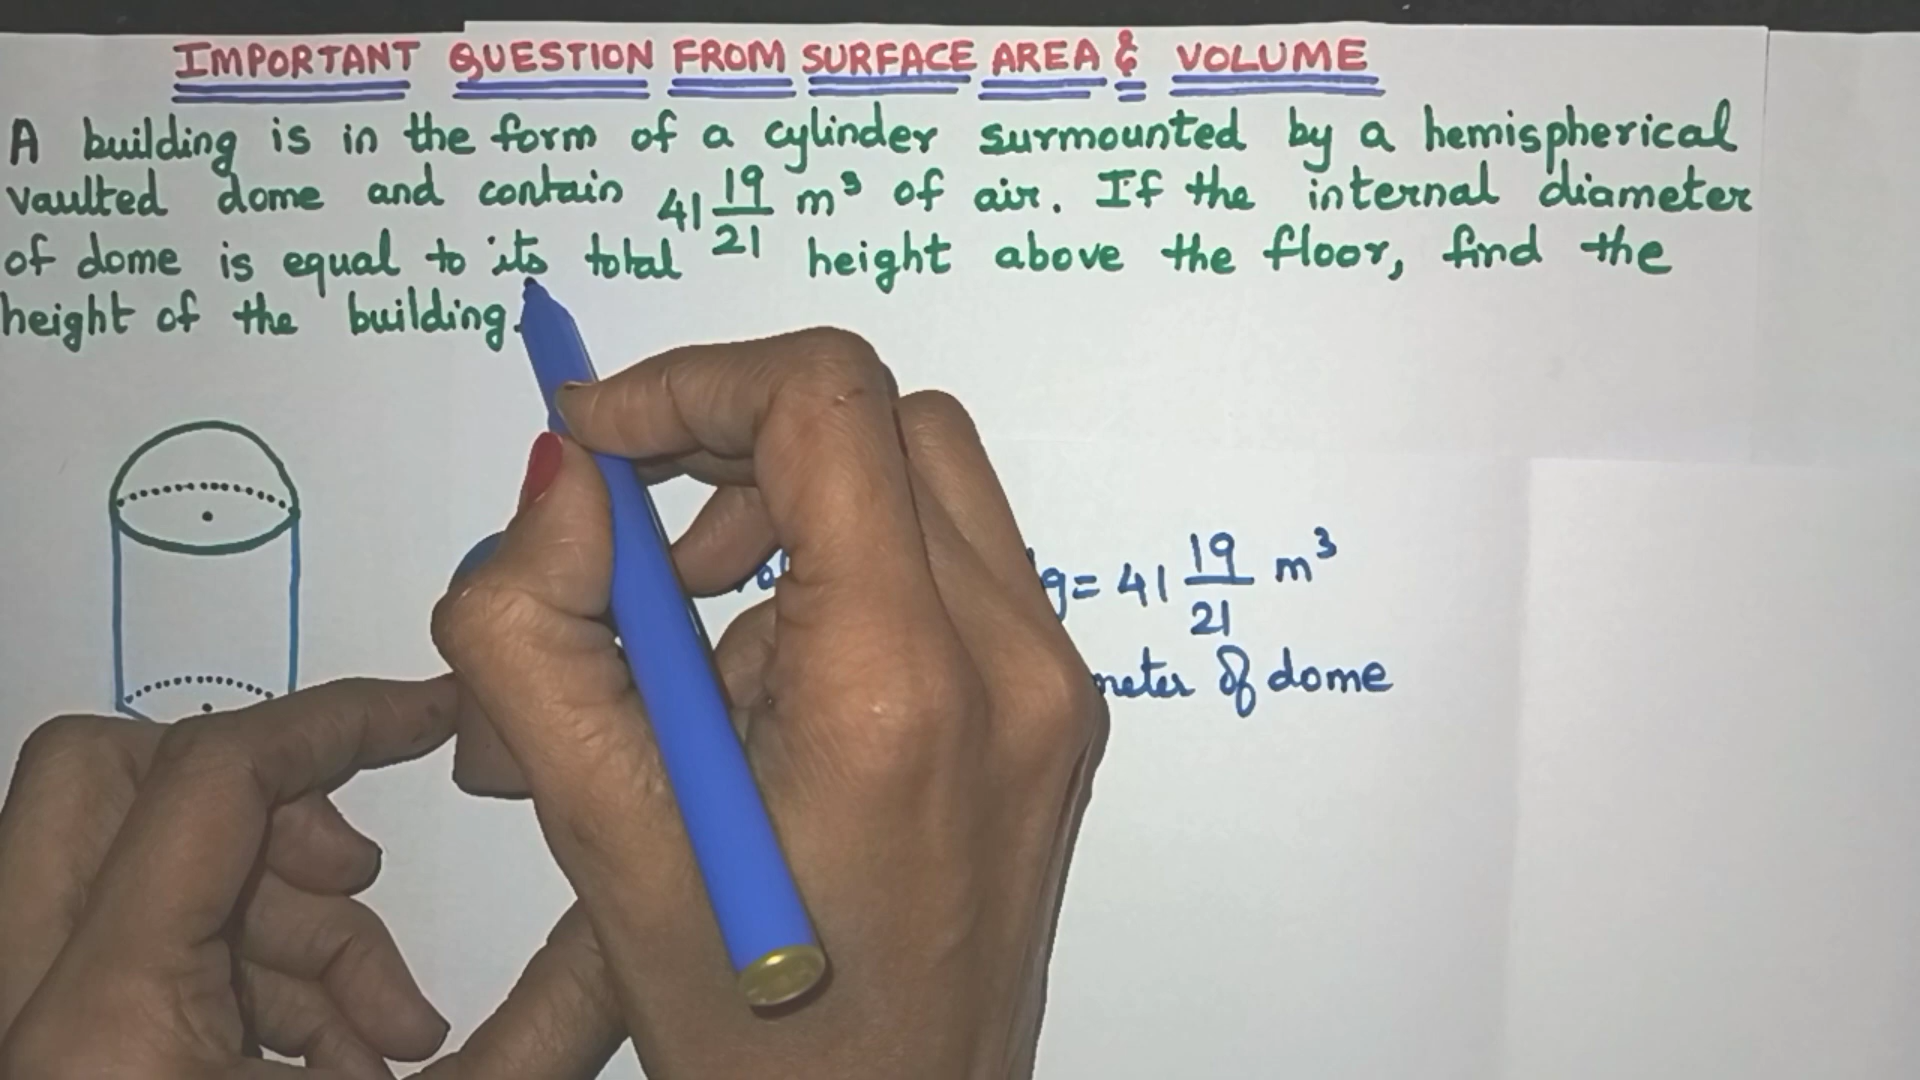 IMPORTANT QUESTION FROM SURFACE AREA & VOLUME
A building is in the form of a cylinder surmounted by a hemispherical
vaulted dome and contain 41 19/21 m³ of air. If the internal diameter
of dome is equal to its total height above the floor, find the
height of the building.
g = 41 19/21 m³
meter of dome